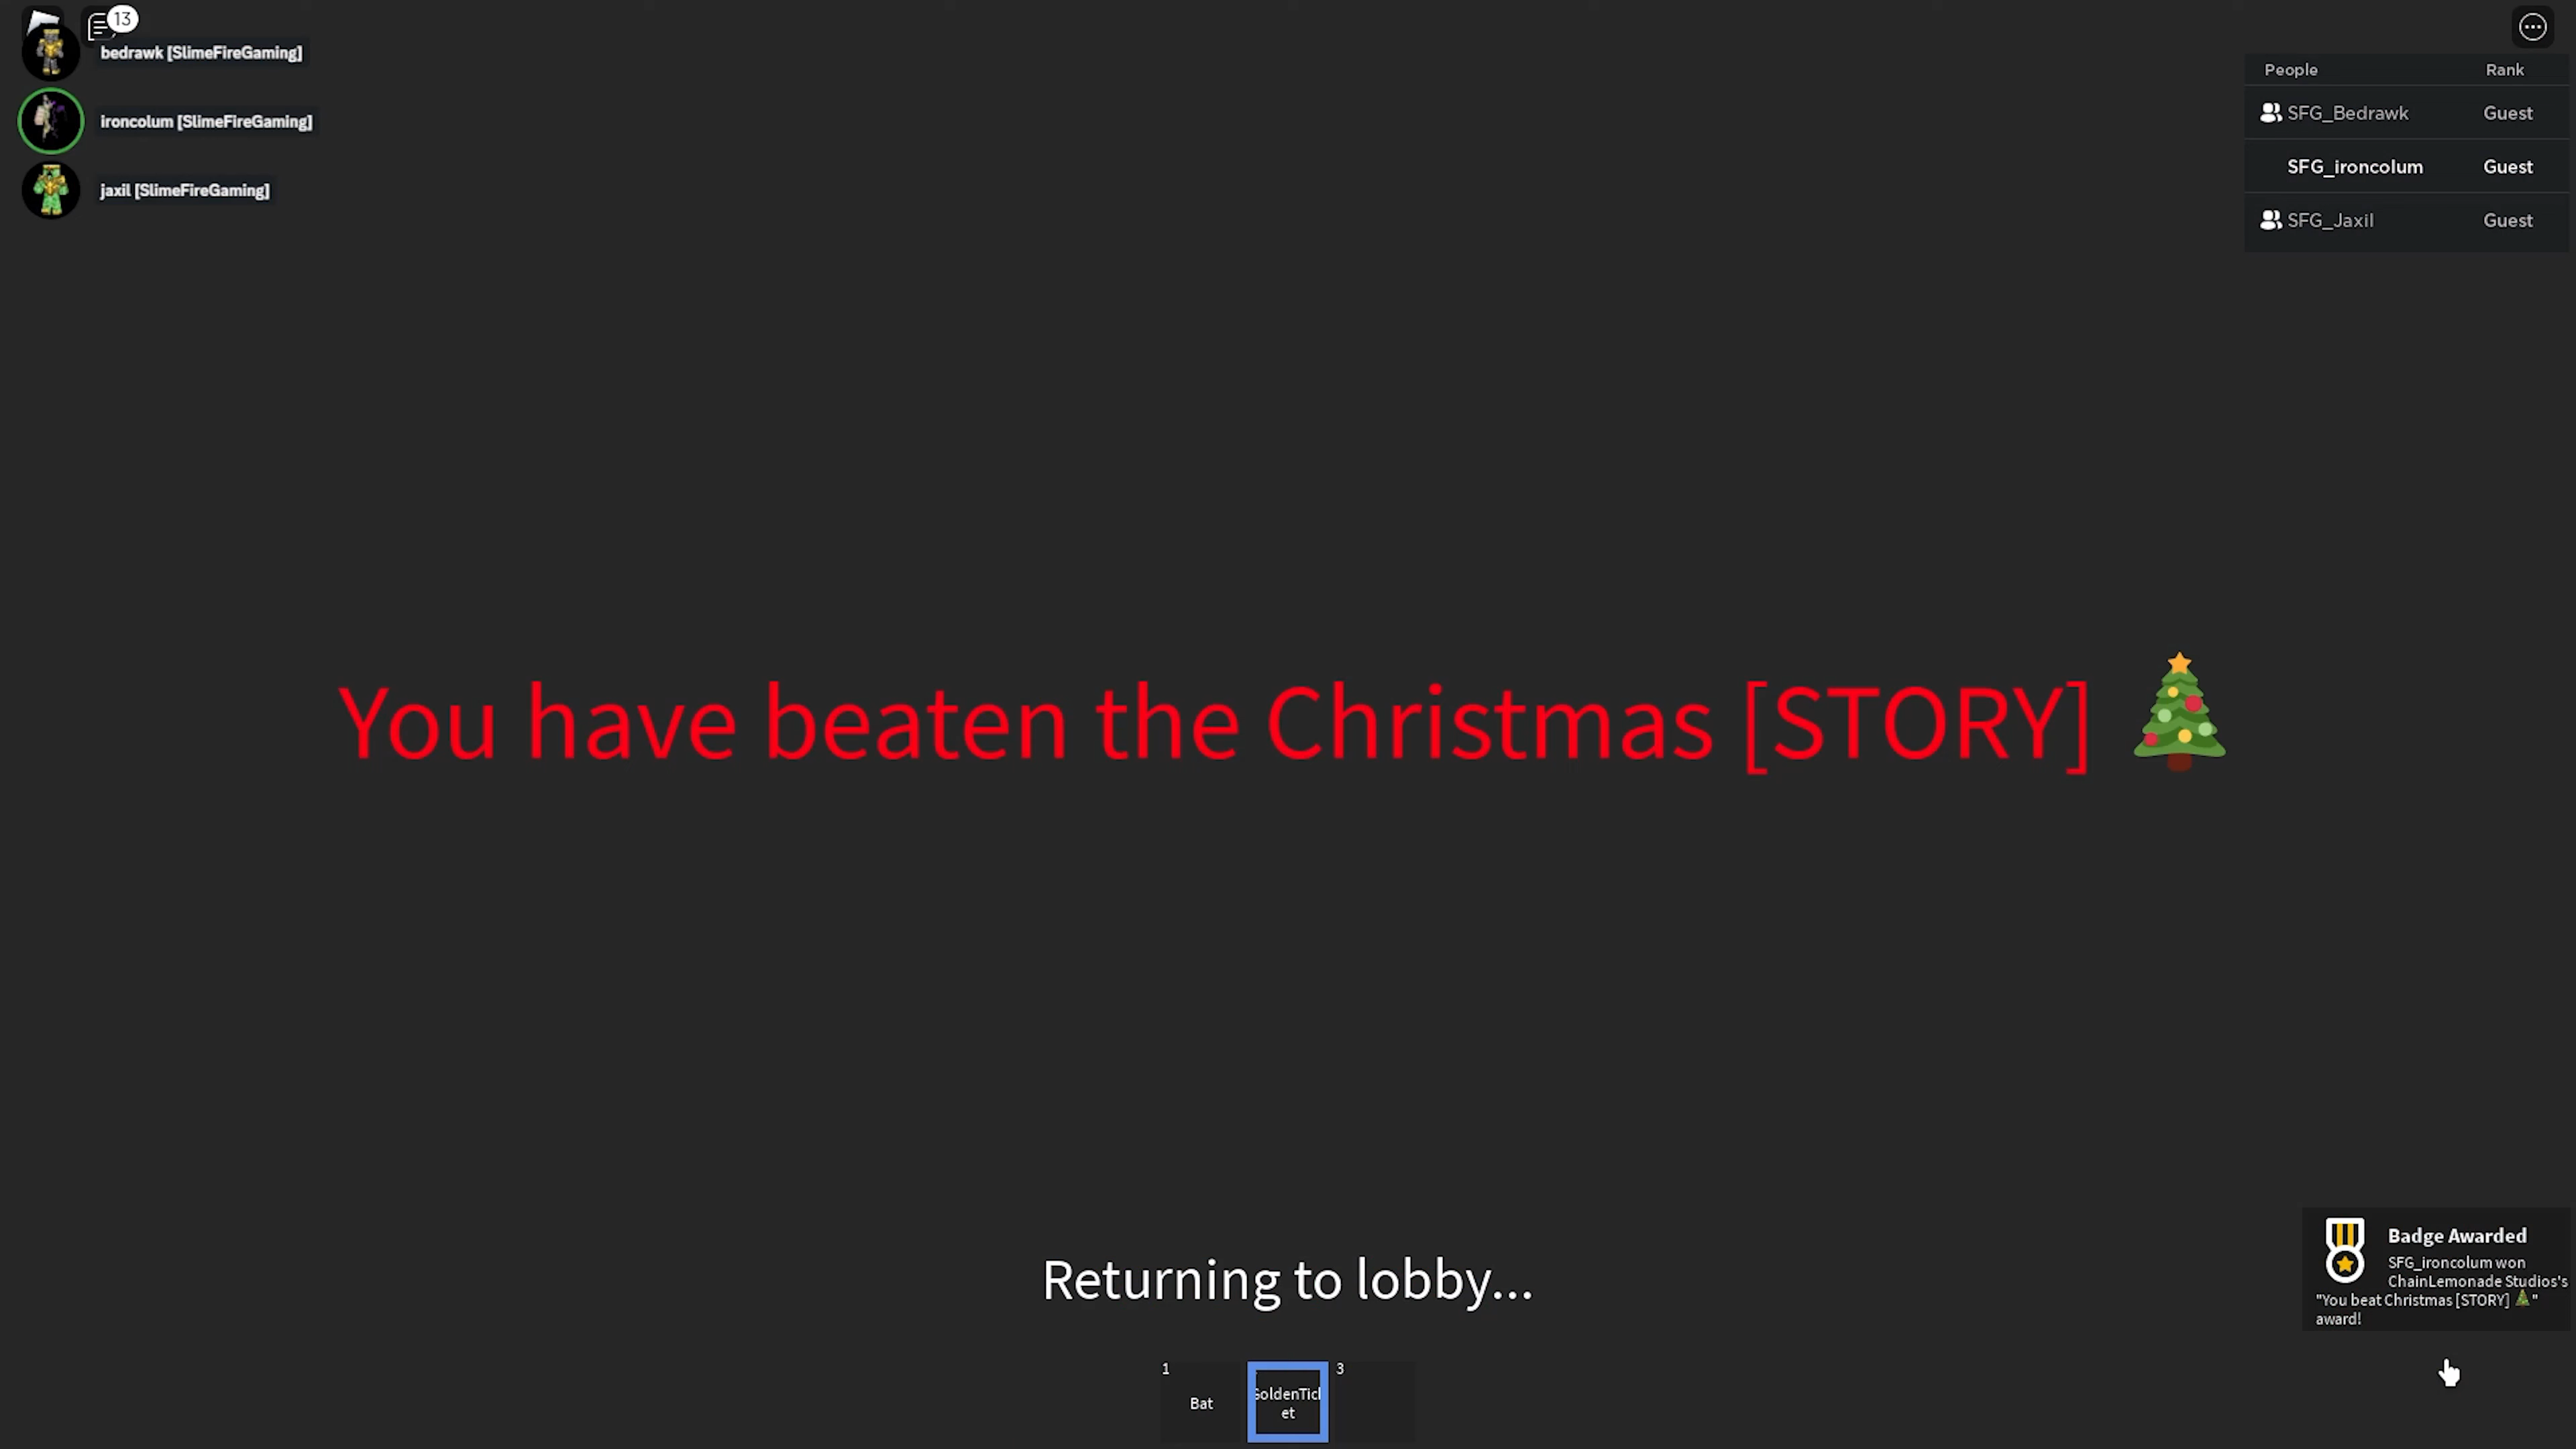 13
bedrawk [SlimeFireGaming]
ironcolum [SlimeFireGaming]
jaxil [SlimeFireGaming]
People Rank
SFG_Bedrawk Guest
SFG_ironcolum Guest
SFG_Jaxil Guest
You have beaten the Christmas [STORY] 🎄
Badge Awarded
SFG_ironcolum won
ChainLemonade Studios's
"You beat Christmas [STORY] 🎄"
award!
Returning to lobby...
1
Bat
GoldenTick
et
3